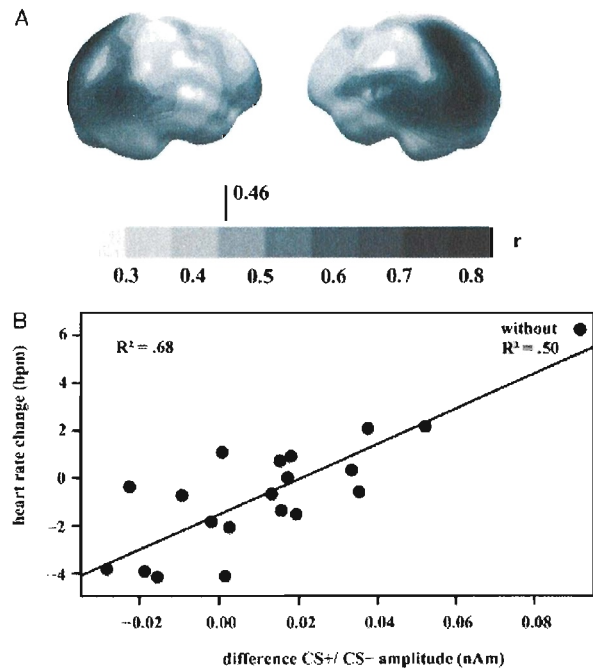 A
0.46
r
0.3 0.4 0.5 0.6 0.7 0.8
B
R² = .68
without
R² = .50
heart rate change (bpm)
6
4
2
0
−2
−4
−0.02 0.00 0.02 0.04 0.06 0.08
difference CS+/ CS− amplitude (nAm)